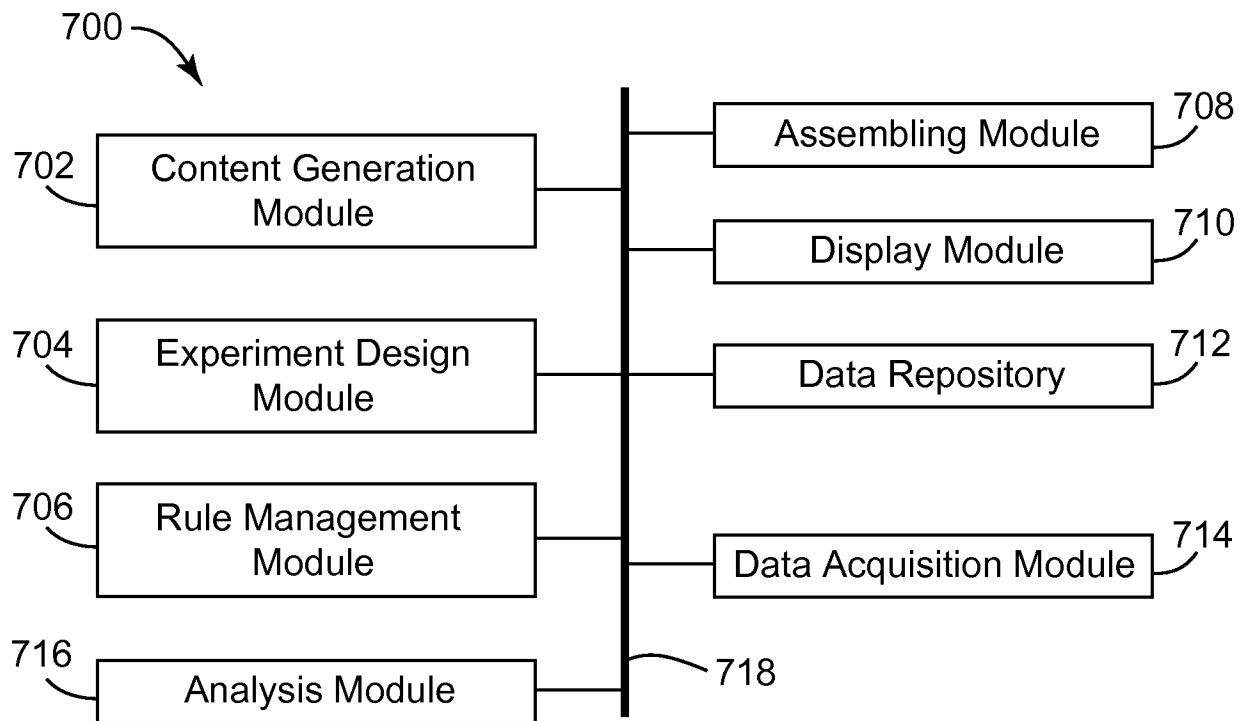 700
702
Content Generation
Module
704
Experiment Design
Module
706
Rule Management
Module
716
Analysis Module
708
Assembling Module
710
Display Module
712
Data Repository
714
Data Acquisition Module
718